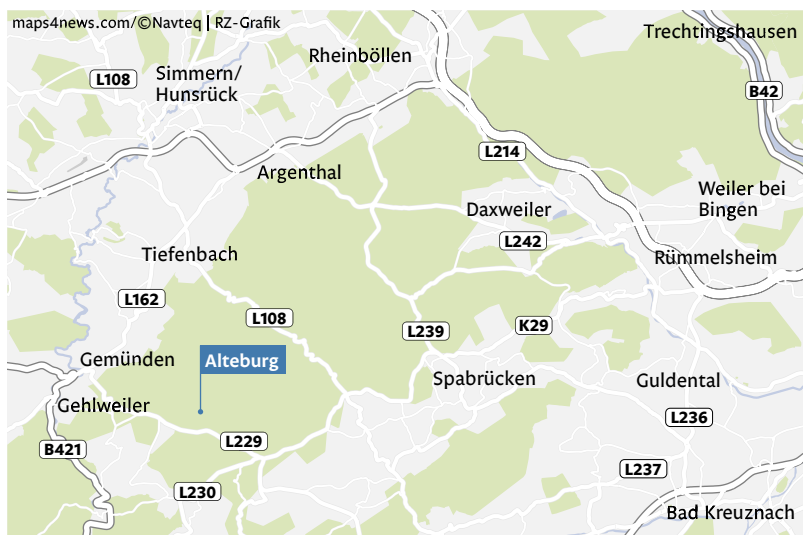 maps4news.com/©Navteq | RZ-Grafik
Trechtingshausen
Rheinböllen
Simmern/
Hunsrück
L108
B42
L214
Argenthal
Weiler bei
Bingen
Daxweiler
L242
Tiefenbach
Rümmelsheim
L162
L108
L239
K29
Alteburg
Gemünden
Spabrücken
Guldental
Gehlweiler
L236
L229
B421
L237
L230
Bad Kreuznach